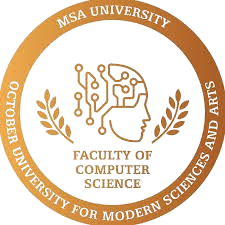 MSA UNIVERSITY
FACULTY OF
COMPUTER
SCIENCE
OCTOBER UNIVERSITY FOR MODERN SCIENCES AND ARTS